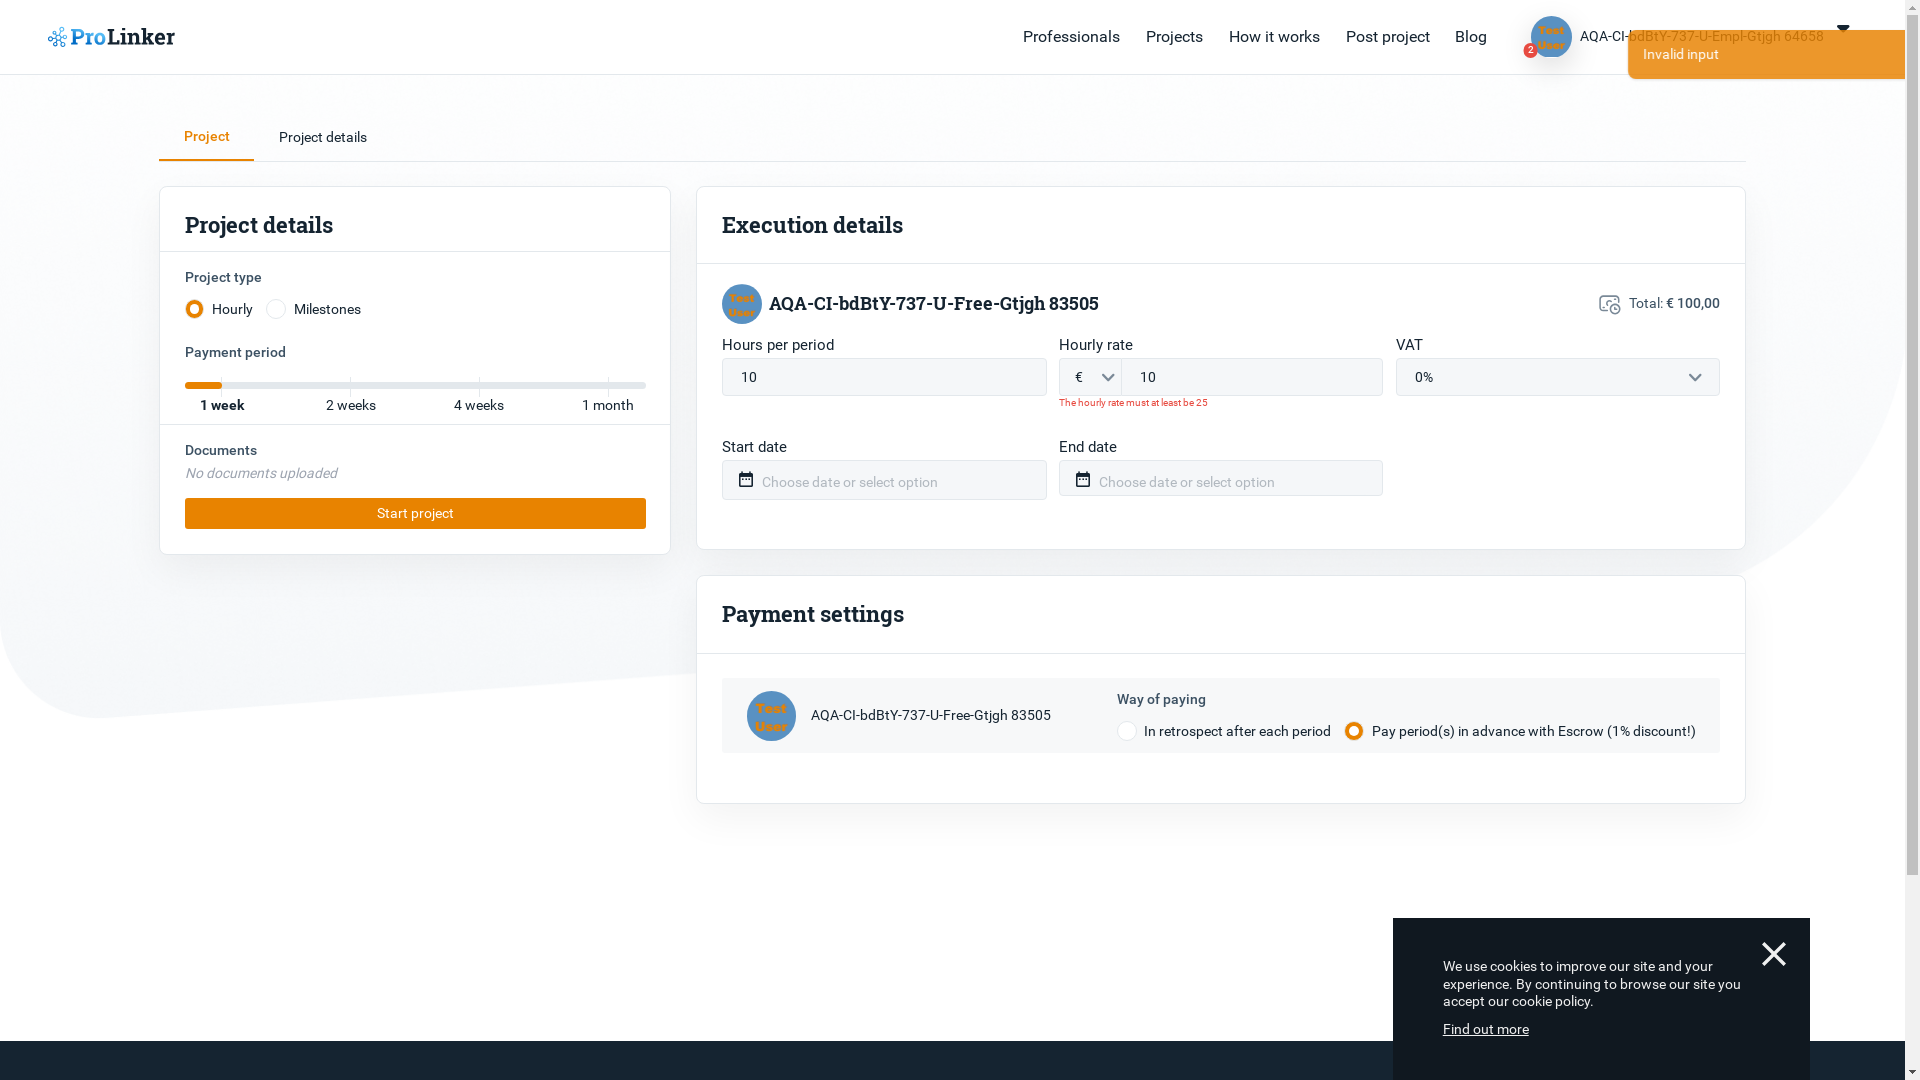 ProLinker
Professionals
Projects
How it works
Post project
Blog
Test
User
2
AQA-CI-bdBtY-737-U-Empl-Gtjgh 64658
Invalid input
Project
Project details
Project details
Project type
Hourly
Milestones
Payment period
1 week
2 weeks
4 weeks
1 month
Documents
No documents uploaded
Start project
Execution details
Test
User
AQA-CI-bdBtY-737-U-Free-Gtjgh 83505
Total: € 100,00
Hours per period
Hourly rate
VAT
10
€
10
0%
The hourly rate must at least be 25
Start date
End date
Choose date or select option
Choose date or select option
Payment settings
Test
User
AQA-CI-bdBtY-737-U-Free-Gtjgh 83505
Way of paying
In retrospect after each period
Pay period(s) in advance with Escrow (1% discount!)
We use cookies to improve our site and your
experience. By continuing to browse our site you
accept our cookie policy.
Find out more